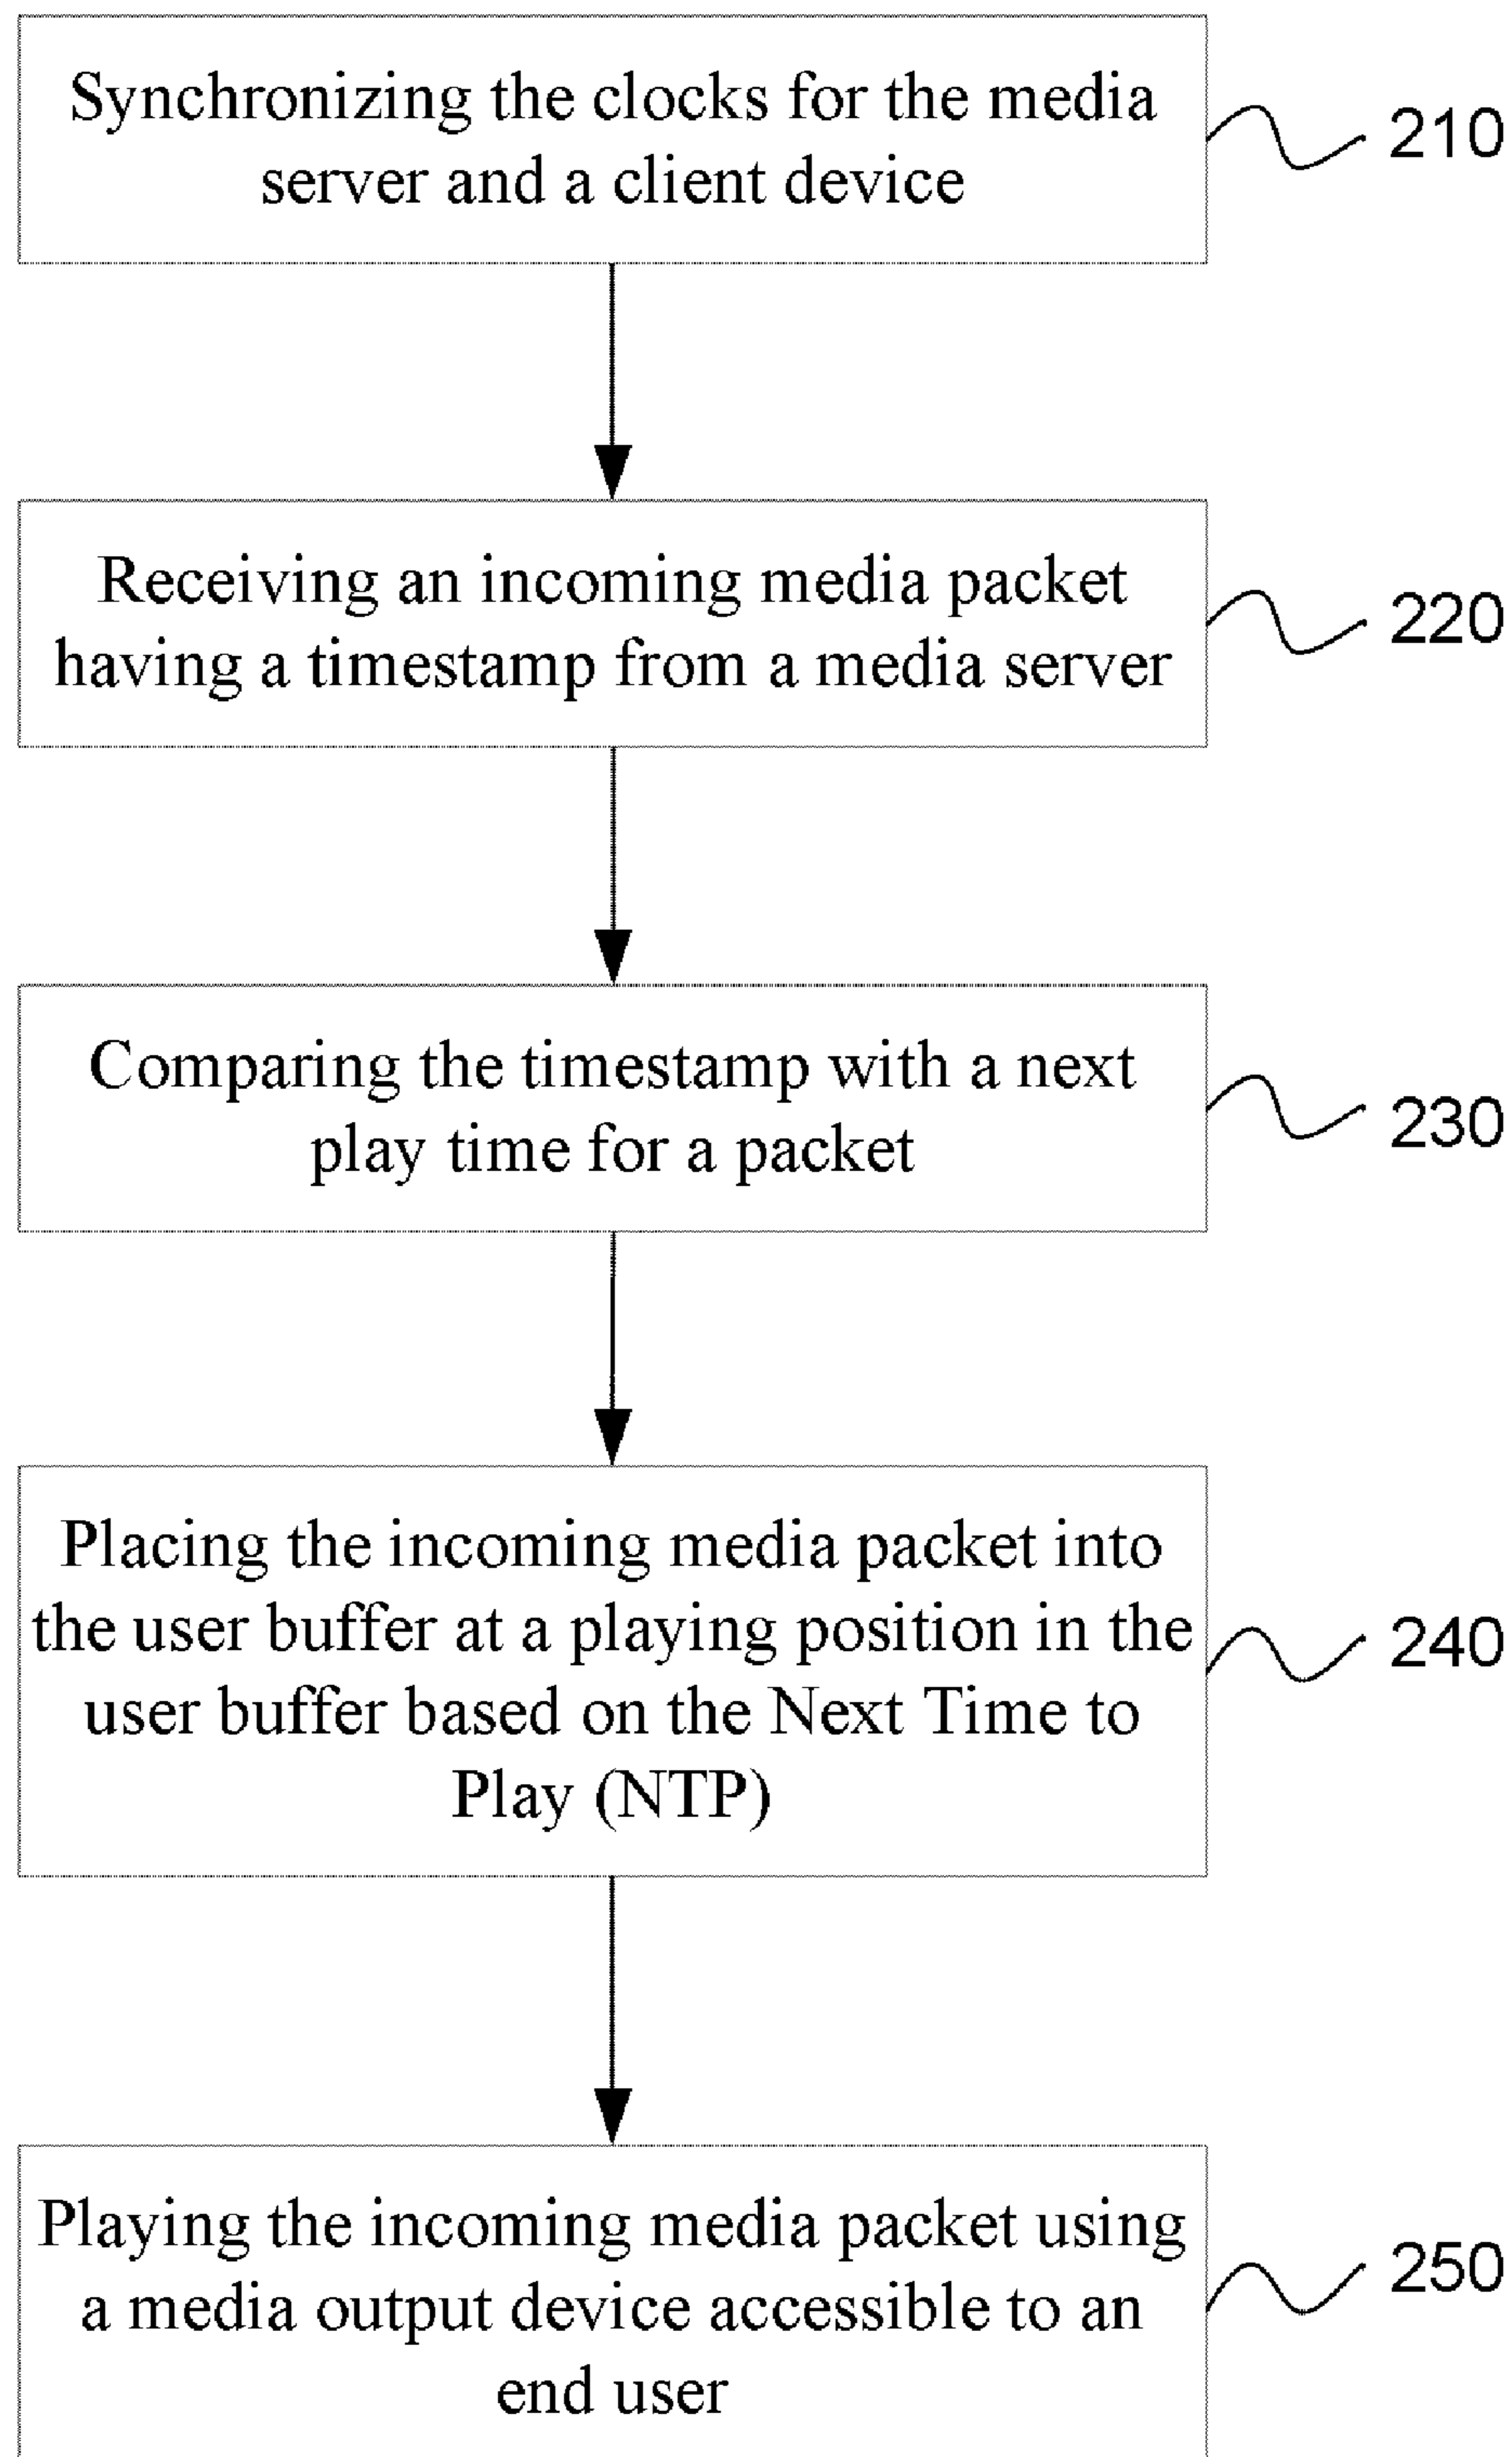 Synchronizing the clocks for the media
server and a client device
210
Receiving an incoming media packet
having a timestamp from a media server
220
Comparing the timestamp with a next
play time for a packet
230
Placing the incoming media packet into
the user buffer at a playing position in the
user buffer based on the Next Time to
Play (NTP)
240
Playing the incoming media packet using
a media output device accessible to an
end user
250